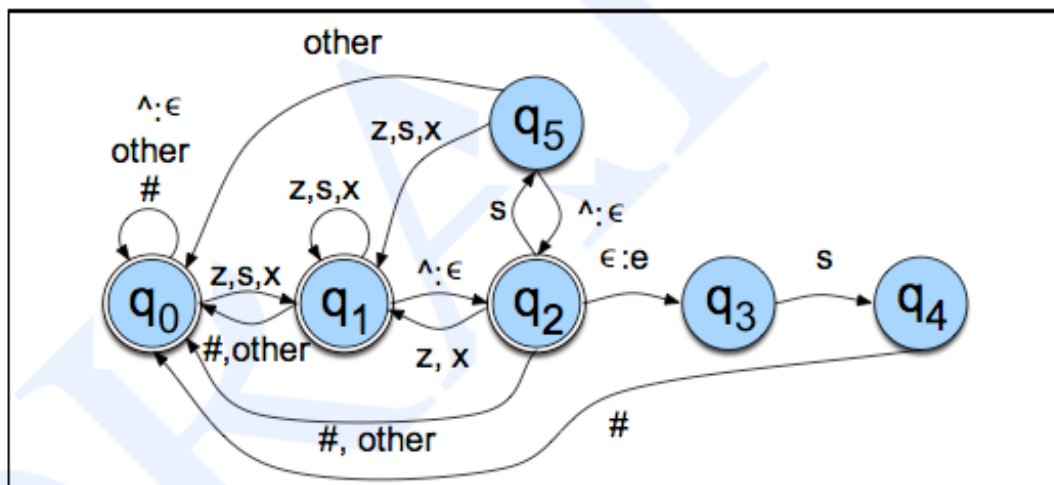 other
^:ϵ
other
#
z,s,x
z,s,x
q5
s
^:ϵ
ϵ:e
s
q0
z,s,x
q1
^:ϵ
q2
q3
q4
#,other
z, x
#, other
#